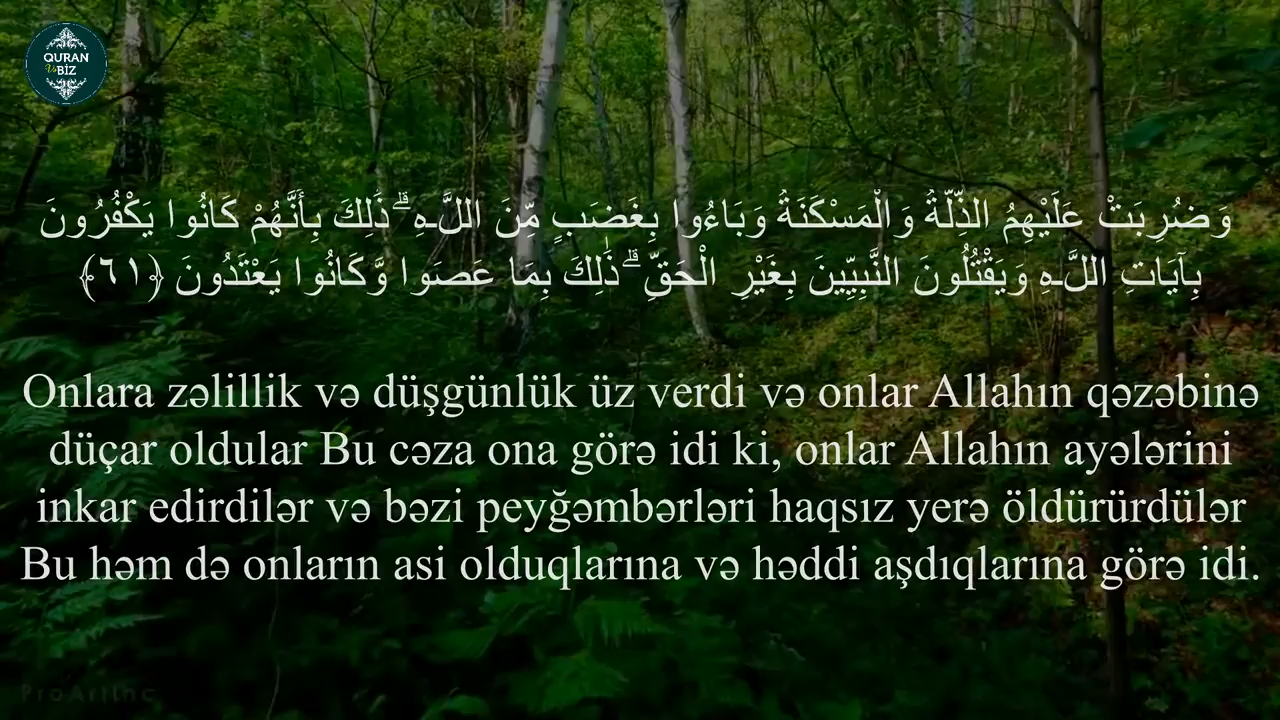 QURAN
Və BİZ
وَضُرِبَتْ عَلَيْهِمُ الذِّلَّةُ وَالْمَسْكَنَةُ وَبَاءُوا بِغَضَبٍ مِّنَ اللَّـهِ ۗ ذَٰلِكَ بِأَنَّهُمْ كَانُوا يَكْفُرُونَ
بِآيَاتِ اللَّـهِ وَيَقْتُلُونَ النَّبِيِّينَ بِغَيْرِ الْحَقِّ ۗ ذَٰلِكَ بِمَا عَصَوا وَّكَانُوا يَعْتَدُونَ ﴿٦١﴾
Onlara zəlillik və düşgünlük üz verdi və onlar Allahın qəzəbinə
düçar oldular Bu cəza ona görə idi ki, onlar Allahın ayələrini
inkar edirdilər və bəzi peyğəmbərləri haqsız yerə öldürürdülər
Bu həm də onların asi olduqlarına və həddi aşdıqlarına görə idi.
ProArtInc